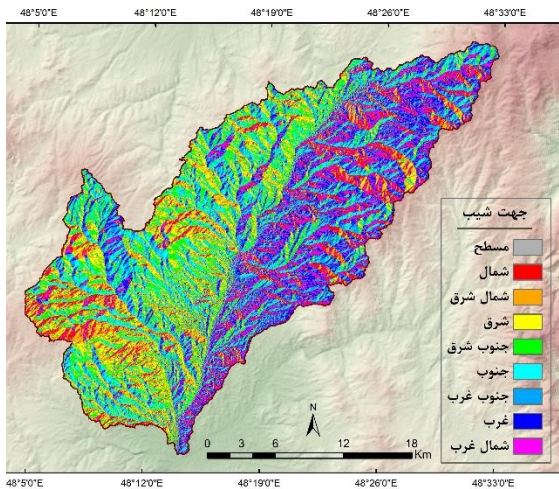 48°5'0"E 48°12'0"E 48°19'0"E 48°26'0"E 48°33'0"E
جهت شیب
مسطح
شمال
شمال شرق
شرق
جنوب شرق
جنوب
جنوب غرب
غرب
شمال غرب
N
0 3 6 12 18
Km
48°5'0"E 48°12'0"E 48°19'0"E 48°26'0"E 48°33'0"E